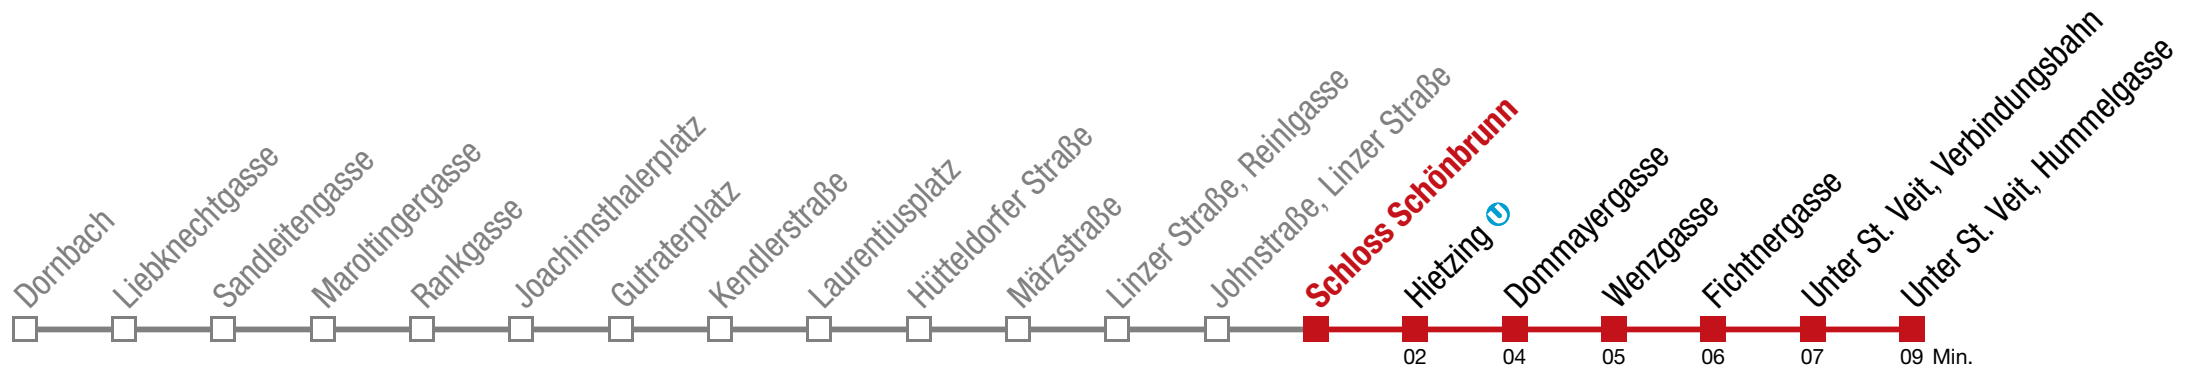 Dornbach
Liebknechtgasse
Sandleitengasse
Maroltingergasse
Rankgasse
Joachimsthalerplatz
Gutraterplatz
Kendlerstraße
Laurentiusplatz
Hütteldorfer Straße
Märzstraße
Linzer Straße, Reinlgasse
Johnstraße, Linzer Straße
Schloss Schönbrunn
Hietzing U
Dommayergasse
Wenzgasse
Fichtnergasse
Unter St. Veit, Verbindungsbahn
Unter St. Veit, Hummelgasse
02 04 05 06 07 09 Min.